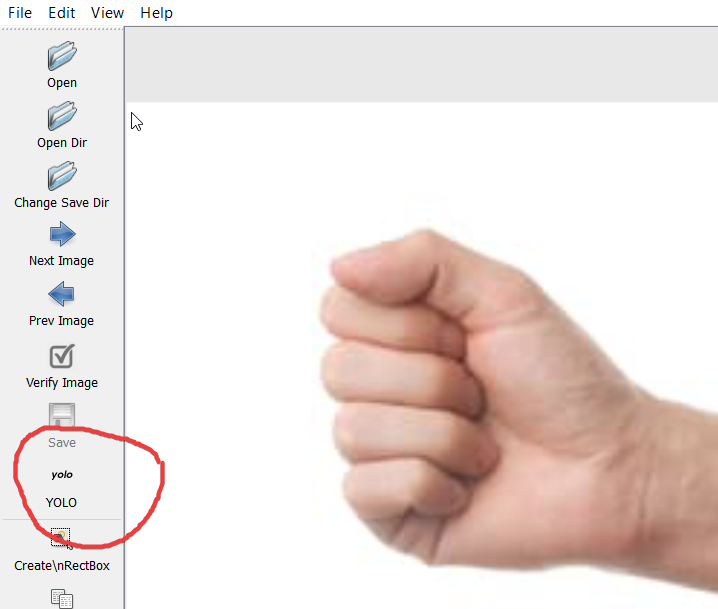 File Edit View Help
Open
Open Dir
Change Save Dir
Next Image
Prev Image
Verify Image
Save
yolo
YOLO
Create\nRectBox